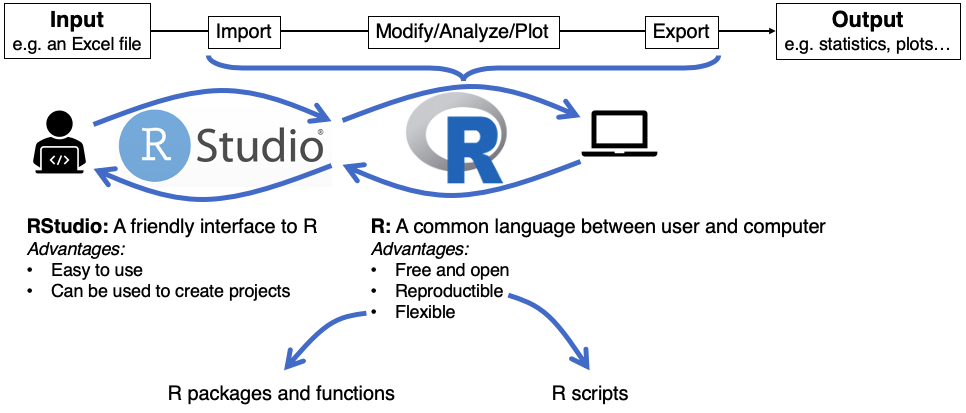 Input
e.g. an Excel file
Import
Modify/Analyze/Plot
Export
Output
e.g. statistics, plots…
</>
R Studio®
R
RStudio: A friendly interface to R
Advantages:
• Easy to use
• Can be used to create projects
R: A common language between user and computer
Advantages:
• Free and open
• Reproductible
• Flexible
R packages and functions
R scripts